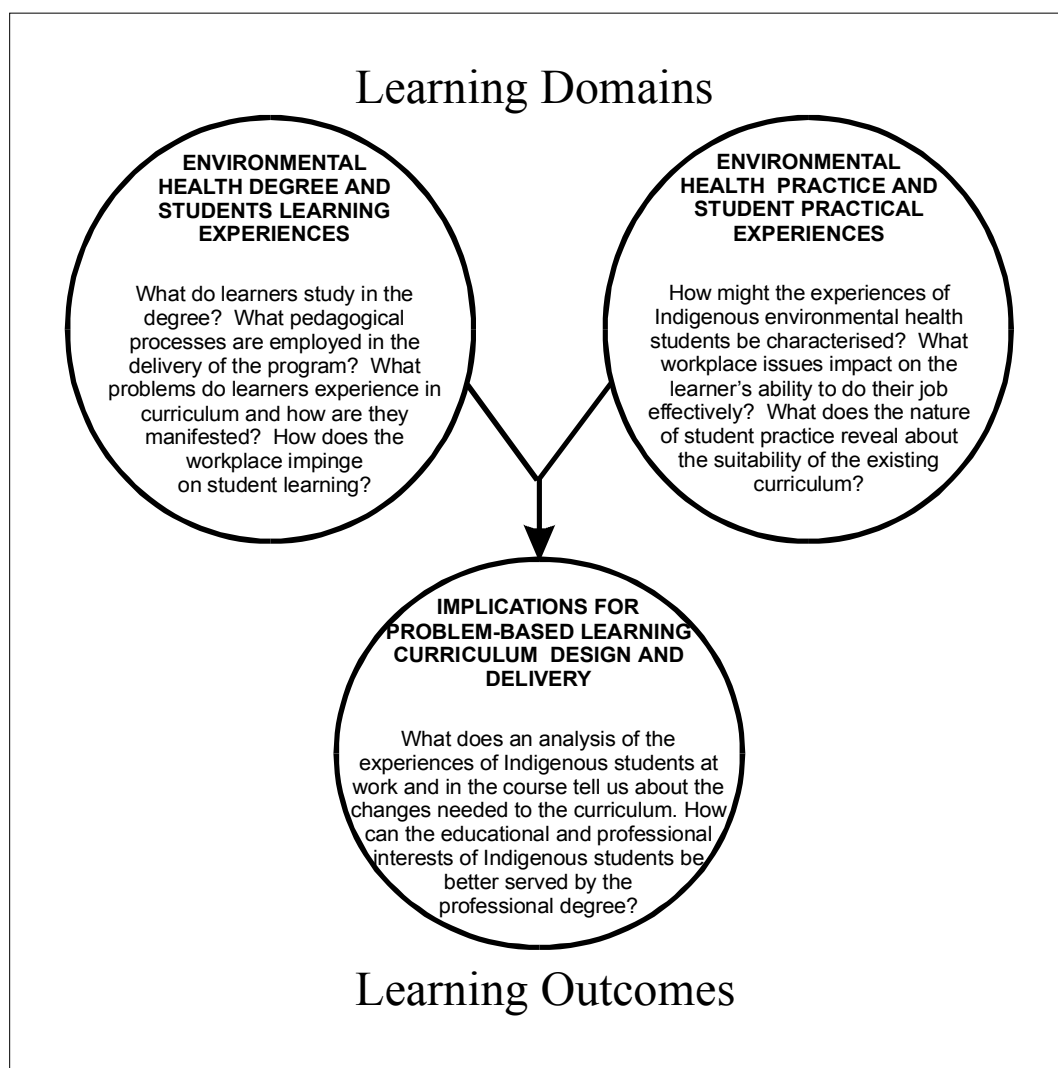 Learning Domains
ENVIRONMENTAL
HEALTH DEGREE AND
STUDENTS LEARNING
EXPERIENCES
What do learners study in the
degree? What pedagogical
processes are employed in the
delivery of the program? What
problems do learners experience in
curriculum and how are they
manifested? How does the
workplace impinge
on student learning?
ENVIRONMENTAL
HEALTH PRACTICE AND
STUDENT PRACTICAL
EXPERIENCES
How might the experiences of
Indigenous environmental health
students be characterised? What
workplace issues impact on the
learner's ability to do their job
effectively? What does the nature
of student practice reveal about
the suitability of the existing
curriculum?
IMPLICATIONS FOR
PROBLEM-BASED LEARNING
CURRICULUM DESIGN AND
DELIVERY
What does an analysis of the
experiences of Indigenous students at
work and in the course tell us about the
changes needed to the curriculum. How
can the educational and professional
interests of Indigenous students be
better served by the
professional degree?
Learning Outcomes